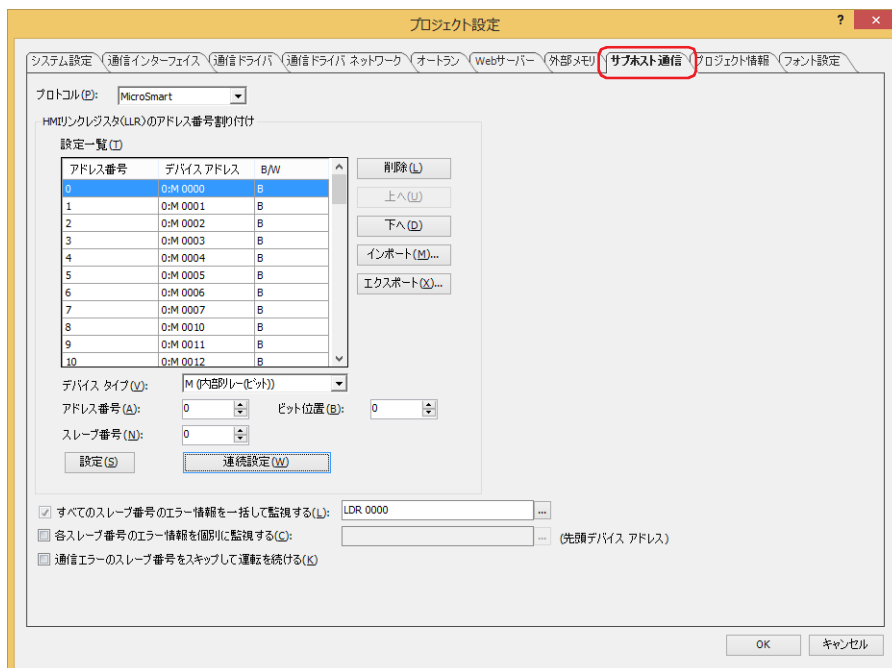 プロジェクト設定 ? ×
システム設定 通信インターフェイス 通信ドライバ 通信ドライバ ネットワーク オートラン Webサーバー 外部メモリ サブホスト通信 プロジェクト情報 フォント設定
プロトコル(P): MicroSmart
HMIリンクレジスタ(LLR)のアドレス番号割り付け
設定一覧(T)
アドレス番号 デバイス アドレス B/W
0 0:M 0000 B
1 0:M 0001 B
2 0:M 0002 B
3 0:M 0003 B
4 0:M 0004 B
5 0:M 0005 B
6 0:M 0006 B
7 0:M 0007 B
8 0:M 0010 B
9 0:M 0011 B
10 0:M 0012 B
削除(L)
上へ(U)
下へ(D)
インポート(M)...
エクスポート(X)...
デバイス タイプ(V): M (内部リレー(ビット))
アドレス番号(A): 0 ビット位置(B): 0
スレーブ番号(N): 0
設定(S) 連続設定(W)
すべてのスレーブ番号のエラー情報を一括して監視する(L): LDR 0000 ...
各スレーブ番号のエラー情報を個別に監視する(C): ... (先頭デバイス アドレス)
通信エラーのスレーブ番号をスキップして運転を続ける(K)
OK キャンセル